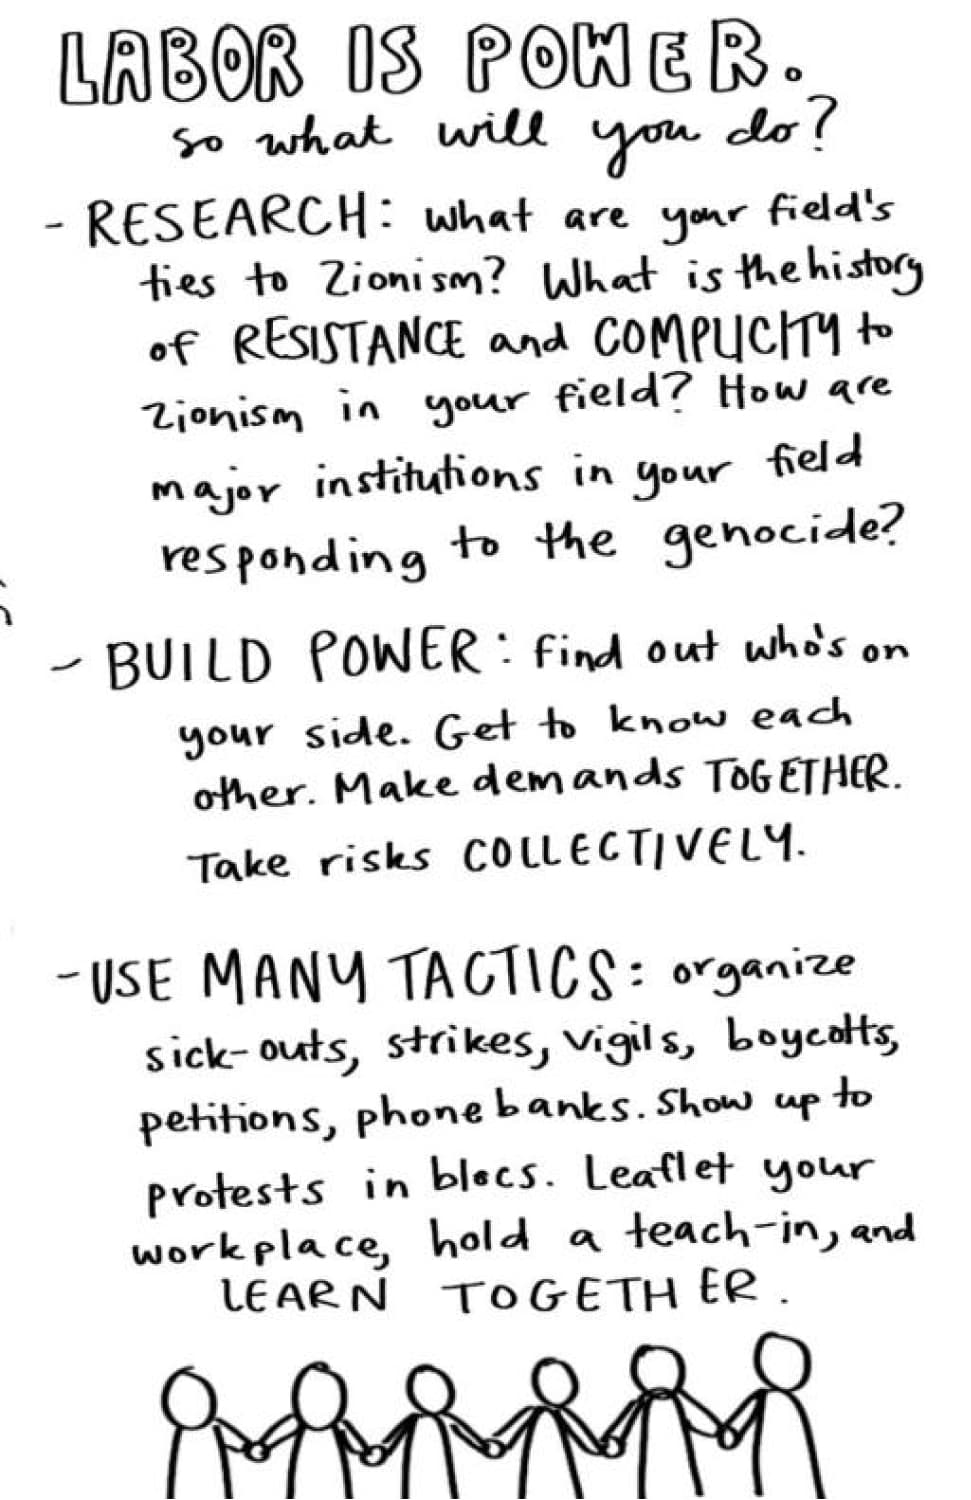 LABOR IS POWER.
so what will you do?
- RESEARCH: what are your field's
ties to Zionism? What is the history
of RESISTANCE and COMPLICITY to
Zionism in your field? How are
major institutions in your field
responding to the genocide?
- BUILD POWER: find out who's on
your side. Get to know each
other. Make demands TOGETHER.
Take risks COLLECTIVELY.
- USE MANY TACTICS: organize
sick-outs, strikes, vigils, boycotts,
petitions, phone banks. Show up to
protests in blocs. Leaflet your
workplace, hold a teach-in, and
LEARN TOGETHER.